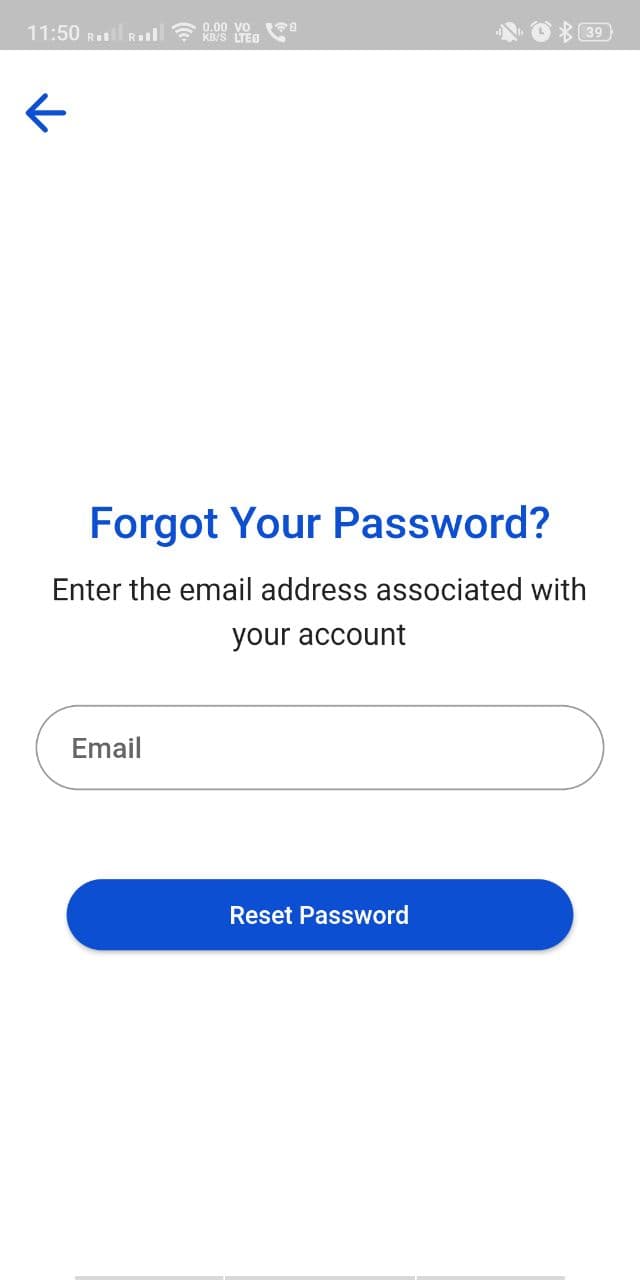 11:50 R R 0.00 KB/S VO LTE 39
Forgot Your Password?
Enter the email address associated with
your account
Email
Reset Password